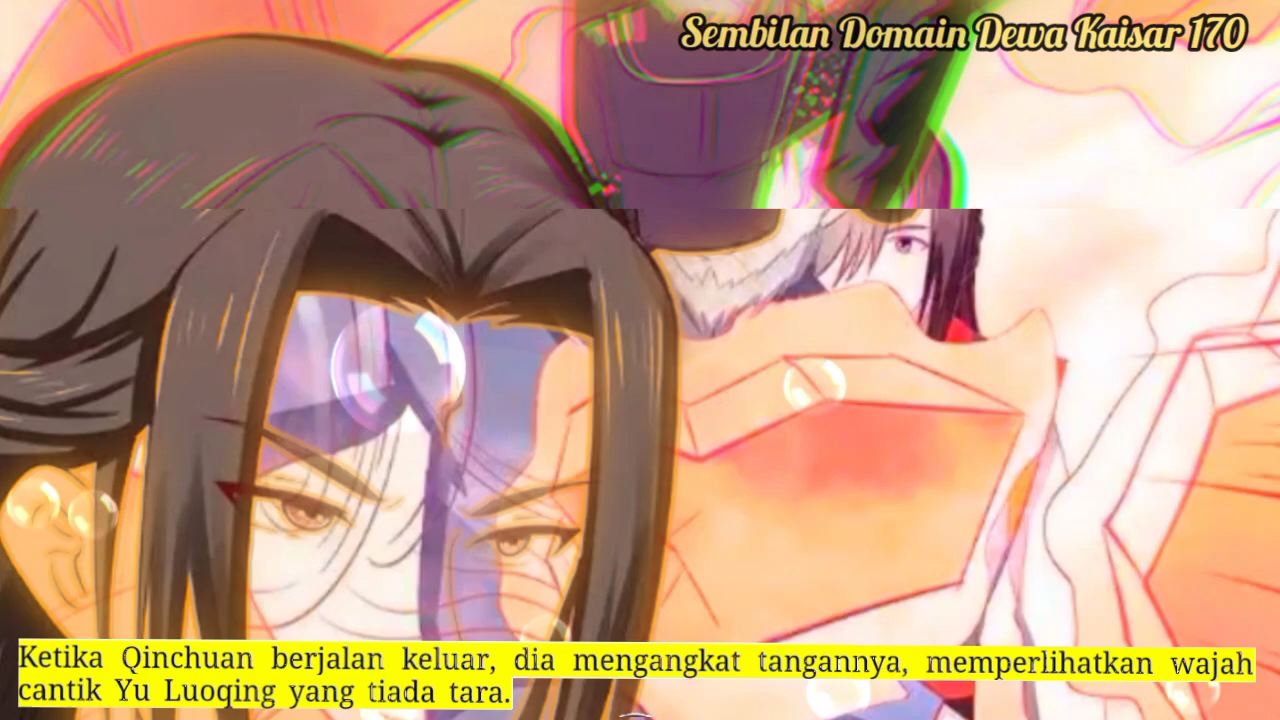 Sembilan Domain Dewa Kaisar 170
Ketika Qinchuan berjalan keluar, dia mengangkat tangannya, memperlihatkan wajah
cantik Yu Luoqing yang tiada tara.